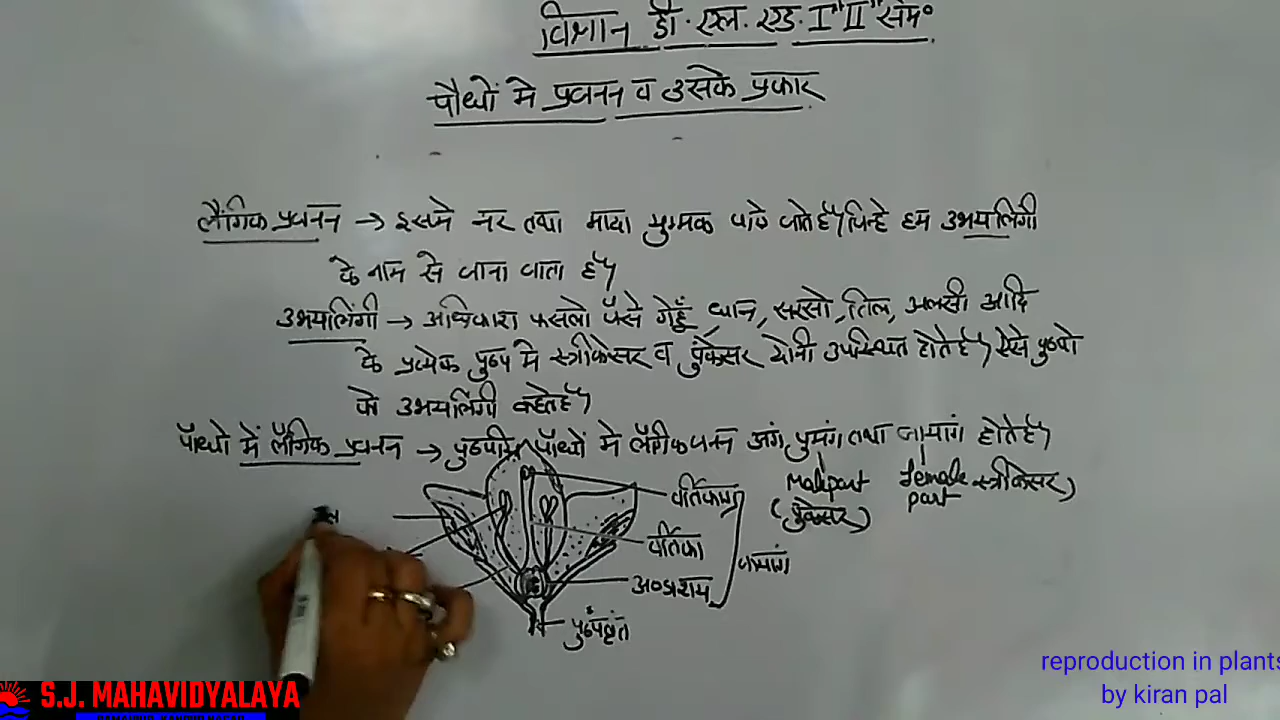 विज्ञान डी. एल. एड. I" II" सेम०
पौधों मे प्रजनन व उसके प्रकार
लैंगिक प्रजनन → इसमे नर तथा मादा युग्मक पाये जाते है। जिन्हे हम उभयलिंगी
के नाम से जाना जाता है।
उभयलिंगी → अधिकाश फसलो जैसे गेहूँ, धान, सरसो, तिल, अलसी आदि
के प्रत्येक पुष्प मे स्त्रीकेसर व पुंकेसर दोनो उपस्थित होते है। ऐसे पुष्पो
को उभयलिंगी कहते है।
पौधो में लैंगिक प्रजनन → पुष्पीय पौधों मे लैंगिक जनन अंग पुमंग तथा जायांग होते है।
Male part
(पुंकेसर)
female स्त्रीकेसर)
part
वर्तिकाग्र
वर्तिका
अण्डाशय
जायांग
पुष्पवृंत
S.J. MAHAVIDYALAYA
reproduction in plants
by kiran pal